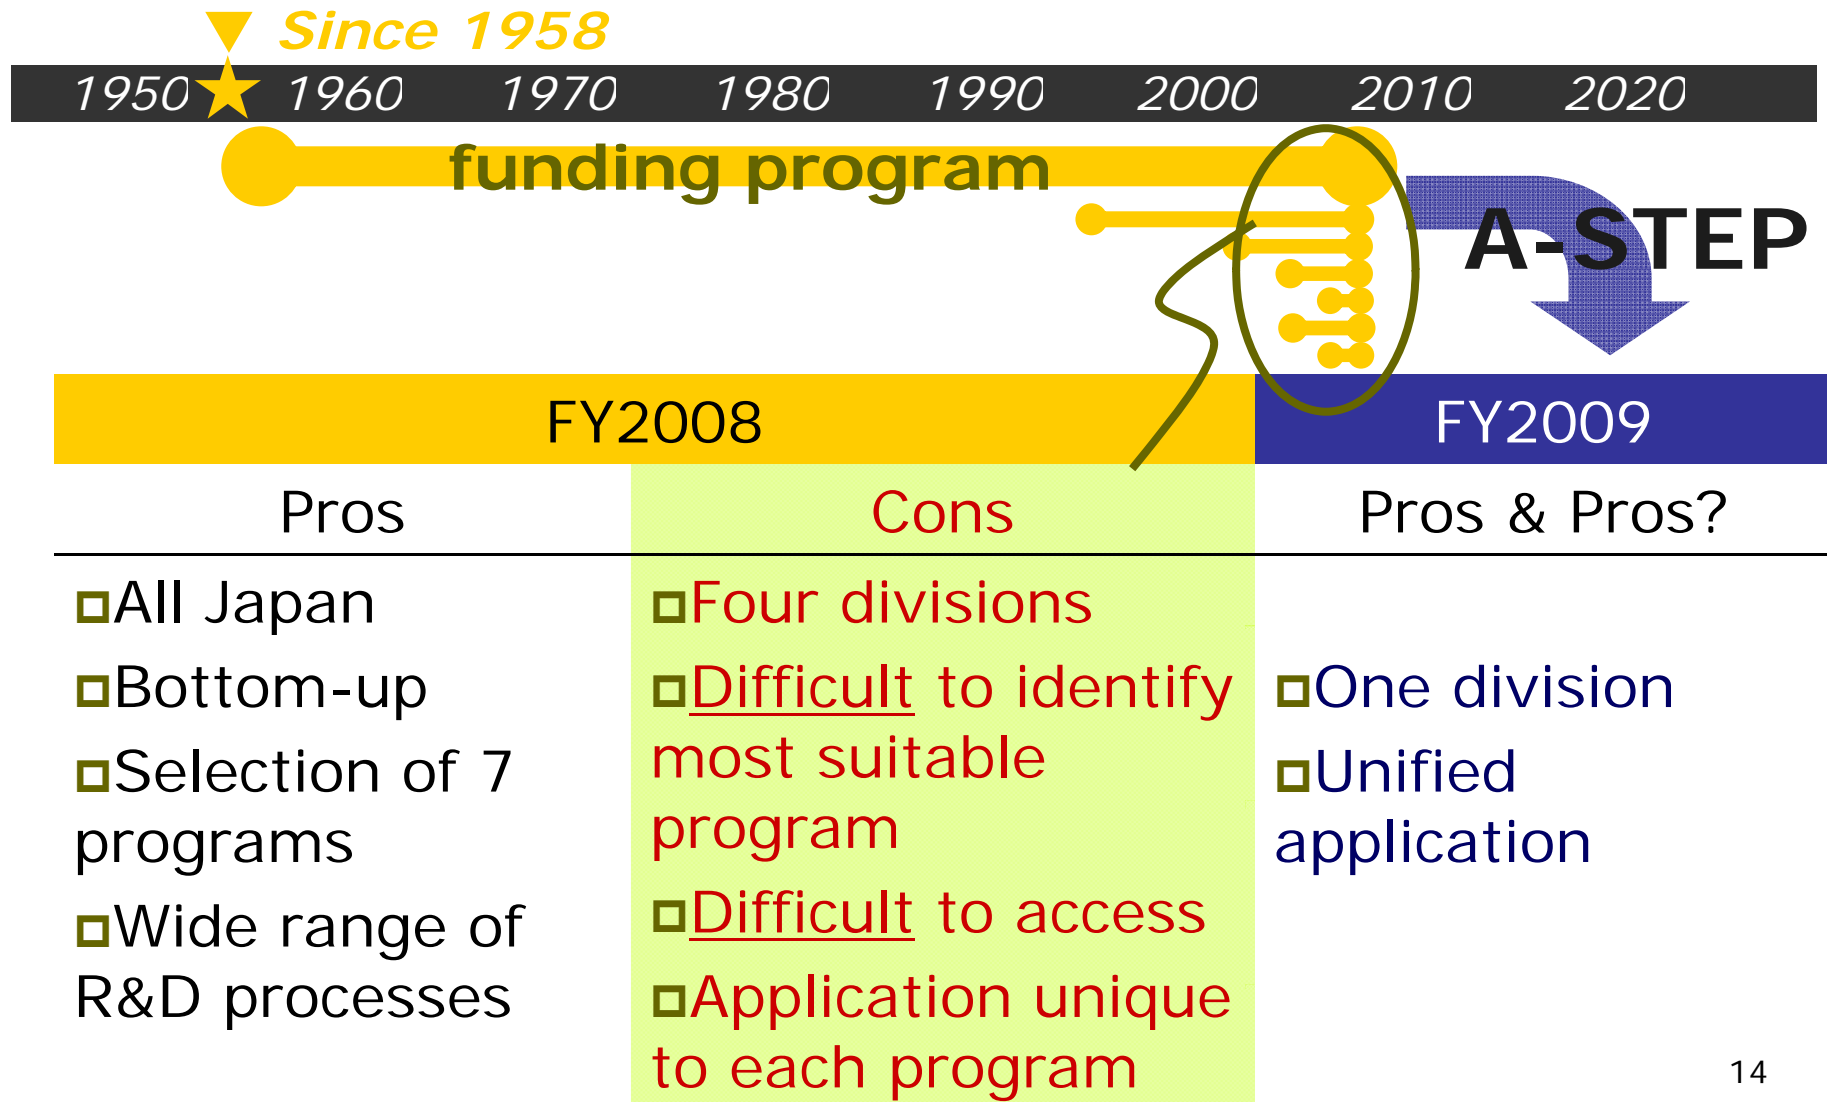 Since 1958
1950 1960 1970 1980 1990 2000 2010 2020
funding program
A-STEP
FY2008
FY2009
Pros
Cons
Pros & Pros?
All Japan
Bottom-up
Selection of 7
programs
Wide range of
R&D processes
Four divisions
Difficult to identify
most suitable
program
Difficult to access
Application unique
to each program
One division
Unified
application
14